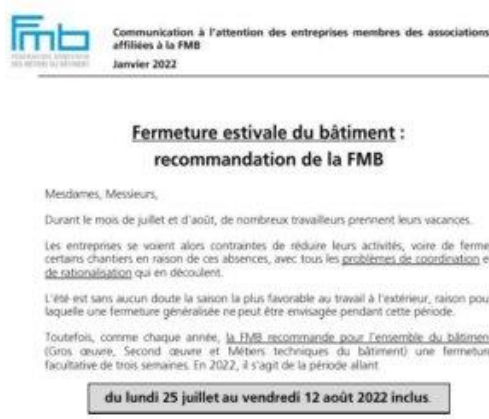 Fmb
Communication à l'attention des entreprises membres des associations
affiliées à la FMB
Janvier 2022
Fermeture estivale du bâtiment :
recommandation de la FMB
Mesdames, Messieurs,
Durant le mois de juillet et d'août, de nombreux travailleurs prennent leurs vacances.
Les entreprises se voient alors contraintes de réduire leurs activités, voire de ferme
certains chantiers en raison de ces absences, avec tous les problèmes de coordination e
de rationalisation qui en découlent.
L'été est sans aucun doute la saison la plus favorable au travail à l'extérieur, raison pou
laquelle une fermeture généralisée ne peut être envisagée pendant cette période.
Toutefois, comme chaque année, la FMB recommande pour l'ensemble du bâtimen
(Gros œuvre, Second œuvre et Métiers techniques du bâtiment) une fermeture
facultative de trois semaines. En 2022, il s'agit de la période allant
du lundi 25 juillet au vendredi 12 août 2022 inclus.